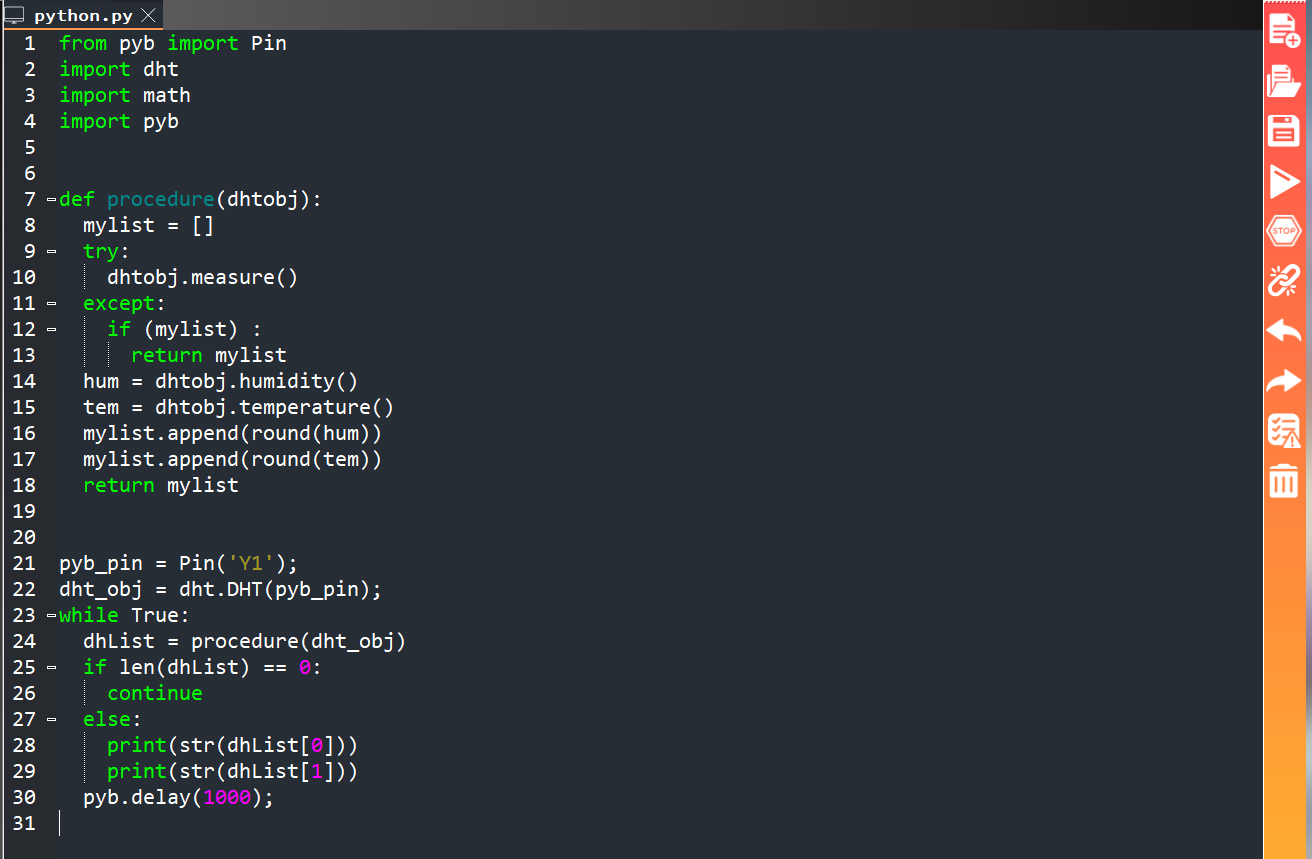 python.py
1 from pyb import Pin
2 import dht
3 import math
4 import pyb
5
6
7 def procedure(dhtobj):
8   mylist = []
9   try:
10     dhtobj.measure()
11   except:
12     if (mylist) :
13       return mylist
14   hum = dhtobj.humidity()
15   tem = dhtobj.temperature()
16   mylist.append(round(hum))
17   mylist.append(round(tem))
18   return mylist
19
20
21 pyb_pin = Pin('Y1');
22 dht_obj = dht.DHT(pyb_pin);
23 while True:
24   dhList = procedure(dht_obj)
25   if len(dhList) == 0:
26     continue
27   else:
28     print(str(dhList[0]))
29     print(str(dhList[1]))
30   pyb.delay(1000);
31
STOP